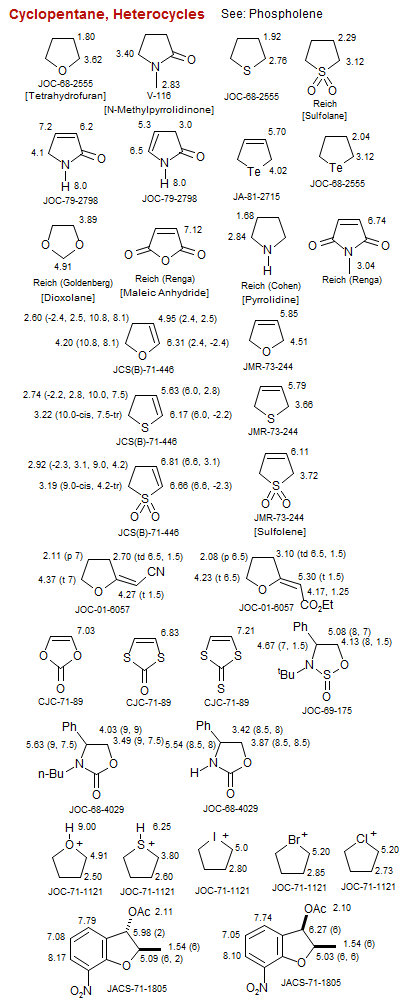 Cyclopentane, Heterocycles See: Phospholene
1.80 3.62 O
JOC-68-2555
[Tetrahydrofuran]
3.40 N O 2.83
V-116
[N-Methylpyrrolidinone]
1.92 2.76 S
JOC-68-2555
2.29 3.12 S O O
Reich
[Sulfolane]
7.2 6.2 4.1 N O H 8.0
JOC-79-2798
5.3 3.0 6.5 N O H 8.0
JOC-79-2798
5.70 Te 4.02
JA-81-2715
2.04 Te 3.12
JOC-68-2555
3.89 O O 4.91
Reich (Goldenberg)
[Dioxolane]
7.12 O O O
Reich (Renga)
[Maleic Anhydride]
1.68 2.84 N H
Reich (Cohen)
[Pyrrolidine]
6.74 O N O 3.04
Reich (Renga)
2.60 (-2.4, 2.5, 10.8, 8.1) 4.95 (2.4, 2.5)
4.20 (10.8, 8.1) O 6.31 (2.4, -2.4)
JCS(B)-71-446
5.85 O 4.51
JMR-73-244
2.74 (-2.2, 2.8, 10.0, 7.5) 5.63 (6.0, 2.8)
3.22 (10.0-cis, 7.5-tr) S 6.17 (6.0, -2.2)
JCS(B)-71-446
5.79 S 3.66
JMR-73-244
2.92 (-2.3, 3.1, 9.0, 4.2) 6.81 (6.6, 3.1)
3.19 (9.0-cis, 4.2-tr) S 6.66 (6.6, -2.3)
O O
JCS(B)-71-446
6.11 3.72 S O O
JMR-73-244
[Sulfolene]
2.11 (p 7) 2.70 (td 6.5, 1.5)
4.37 (t 7) O CN
4.27 (t 1.5)
JOC-01-6057
2.08 (p 6.5) 3.10 (td 6.5, 1.5)
4.23 (t 6.5) O 5.30 (t 1.5)
4.17, 1.25
CO2Et
JOC-01-6057
7.03 O O O
CJC-71-89
6.83 S S O
CJC-71-89
7.21 S S S
CJC-71-89
Ph 5.08 (8, 7)
4.67 (7, 1.5) 4.13 (8, 1.5)
tBu N O S O
JOC-69-175
Ph 4.03 (9, 9)
5.63 (9, 7.5) 3.49 (9, 7.5)
n-Bu N O O
JOC-68-4029
Ph 3.42 (8.5, 8)
5.54 (8.5, 8) 3.87 (8.5, 8.5)
H N O O
JOC-68-4029
H 9.00 O + 4.91 2.50
JOC-71-1121
H 6.25 S + 3.80 2.60
JOC-71-1121
I + 5.0 2.80
JOC-71-1121
Br + 5.20 2.85
JOC-71-1121
Cl + 5.20 2.73
JOC-71-1121
OAc 2.11
7.79 5.98 (2)
7.08 1.54 (6)
8.17 O 5.09 (6, 2)
O2N
JACS-71-1805
OAc 2.10
7.74 6.27 (6)
7.05 1.54 (6)
8.10 O 5.03 (6, 6)
O2N
JACS-71-1805